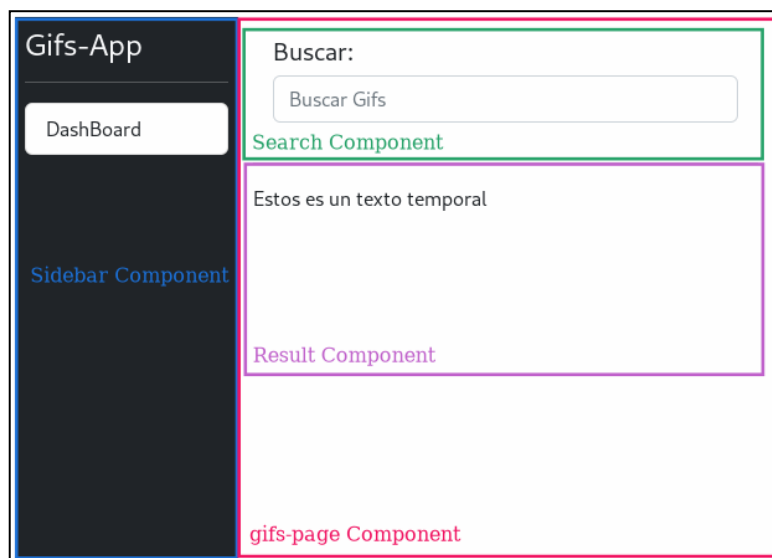 Gifs-App
DashBoard
Sidebar Component
Buscar:
Buscar Gifs
Search Component
Estos es un texto temporal
Result Component
gifs-page Component